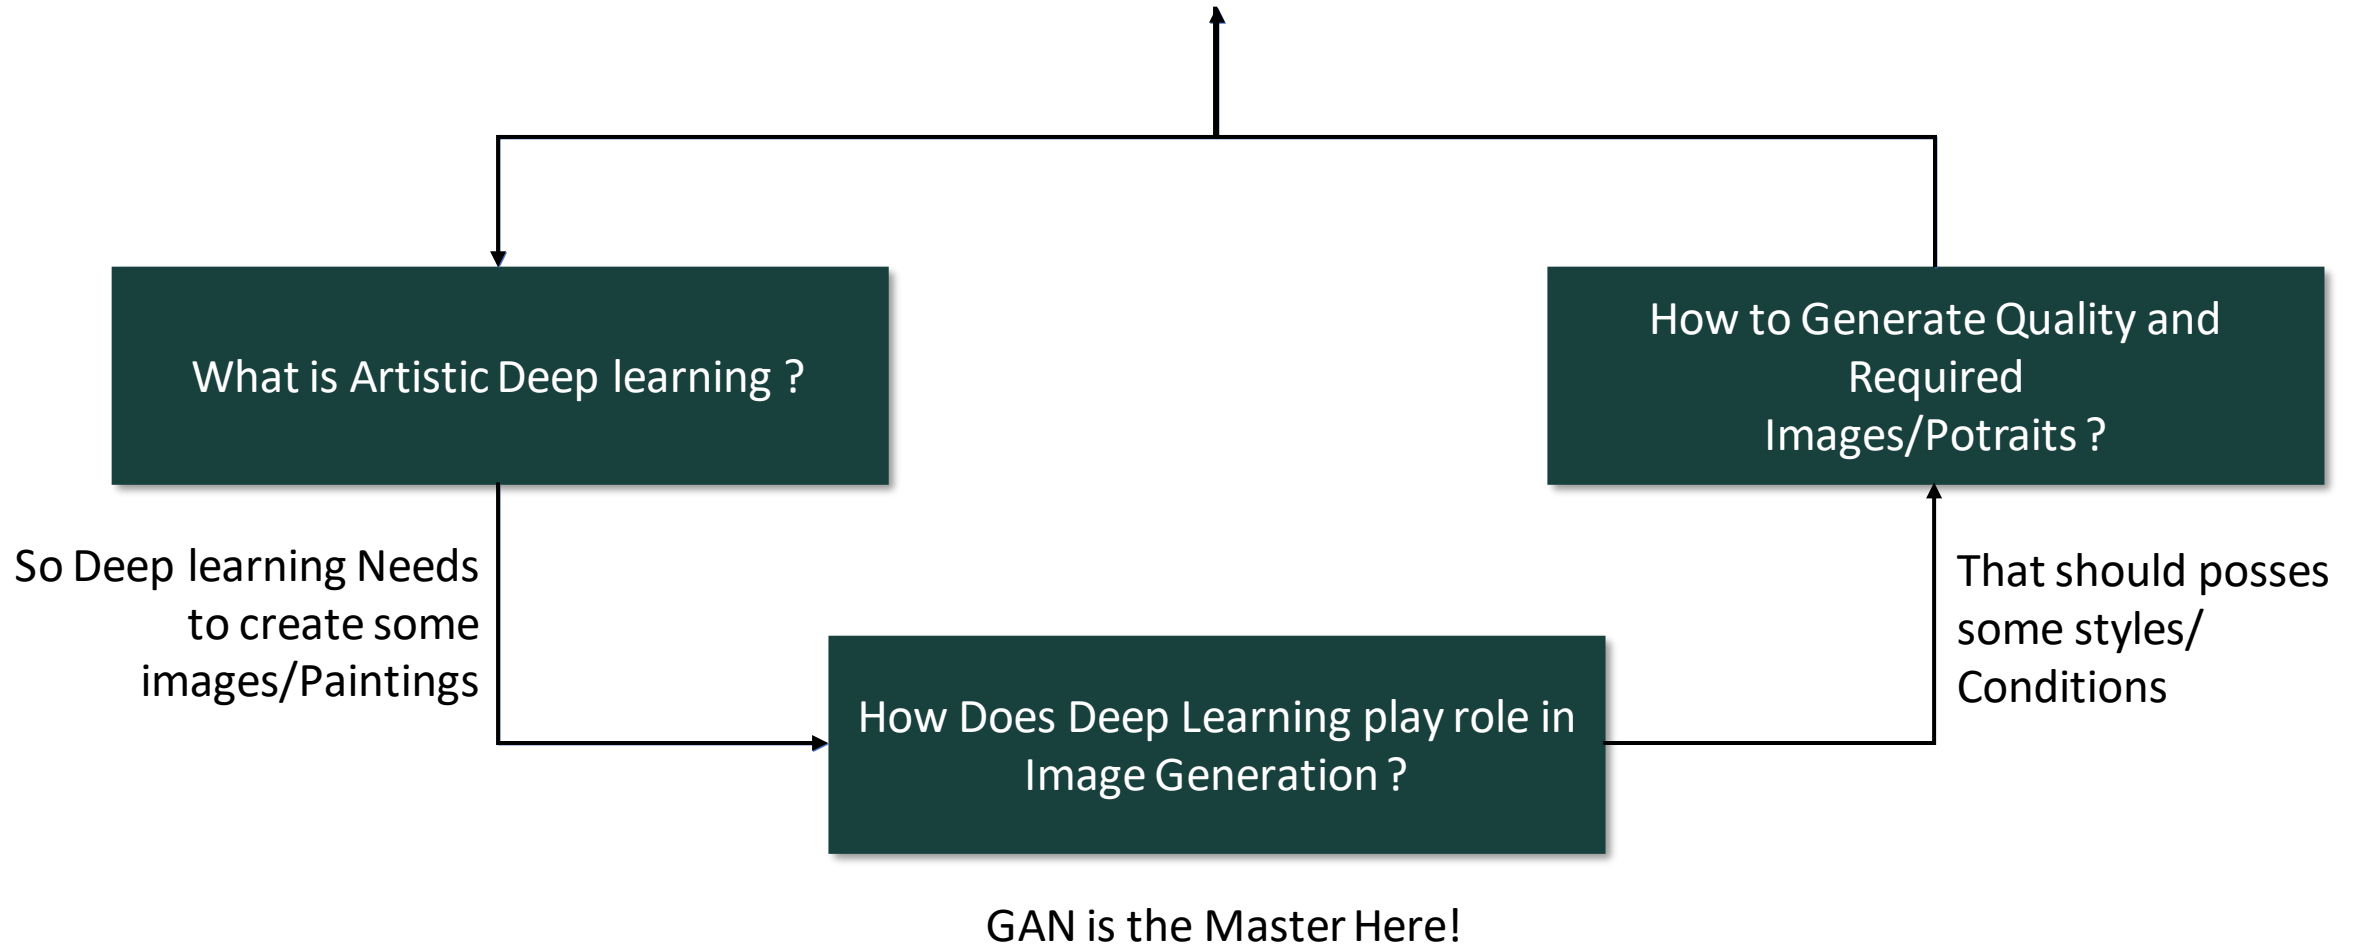 What is Artistic Deep learning ?
How to Generate Quality and
Required
Images/Potraits ?
So Deep learning Needs
to create some
images/Paintings
That should posses
some styles/
Conditions
How Does Deep Learning play role in
Image Generation ?
GAN is the Master Here!